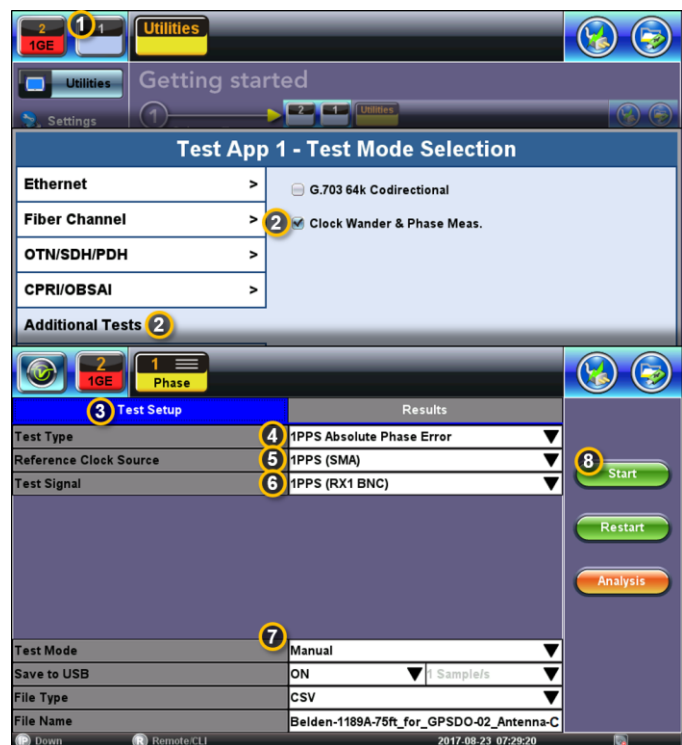 2 1 1 Utilities
1GE
Utilities Getting started
Settings 1 2 1 Utilities
Test App 1 - Test Mode Selection
Ethernet > G.703 64k Codirectional
Fiber Channel > 2 Clock Wander & Phase Meas.
OTN/SDH/PDH >
CPRI/OBSAI >
Additional Tests 2
2 1
1GE Phase
3 Test Setup Results
Test Type 4 1PPS Absolute Phase Error
Reference Clock Source 5 1PPS (SMA)
8 Start
Test Signal 6 1PPS (RX1 BNC)
Restart
Analysis
7
Test Mode Manual
Save to USB ON 1 Sample/s
File Type CSV
File Name Belden-1189A-75ft_for_GPSDO-02_Antenna-C
IP Down R Remote/CLI 2017-08-23 07:29:20